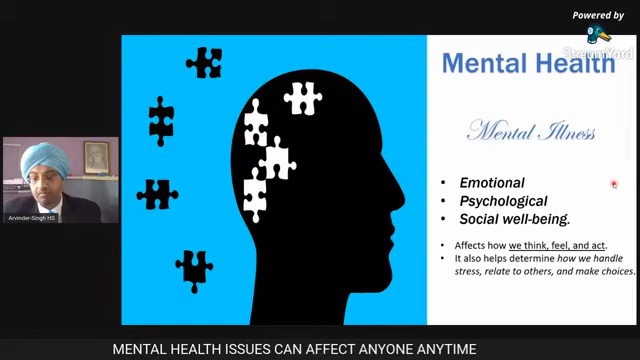 Powered by
StreamYard
Mental Health
Mental Illness
• Emotional
• Psychological
• Social well-being.
• Affects how we think, feel, and act.
• It also helps determine how we handle
stress, relate to others, and make choices.
Arvinder-Singh HS
MENTAL HEALTH ISSUES CAN AFFECT ANYONE ANYTIME